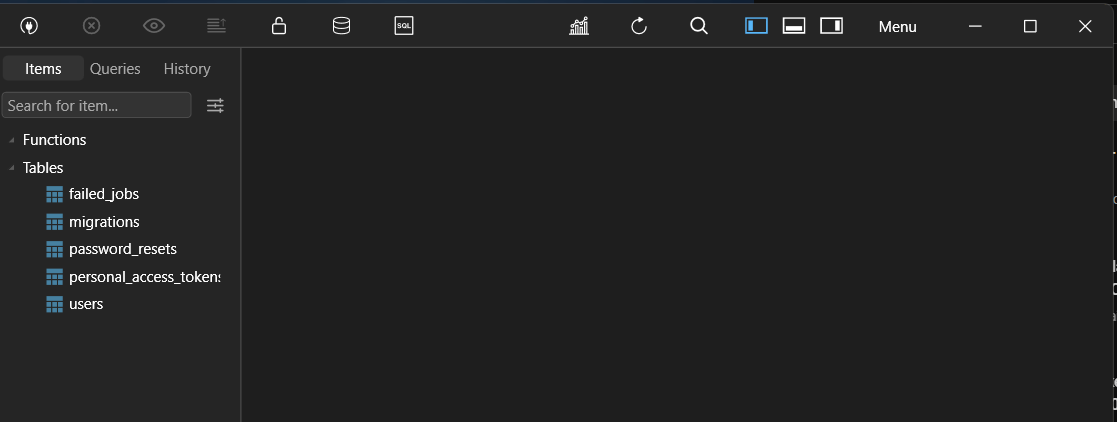 SQL
Menu
Items Queries History
Search for item...
Functions
Tables
failed_jobs
migrations
password_resets
personal_access_tokens
users